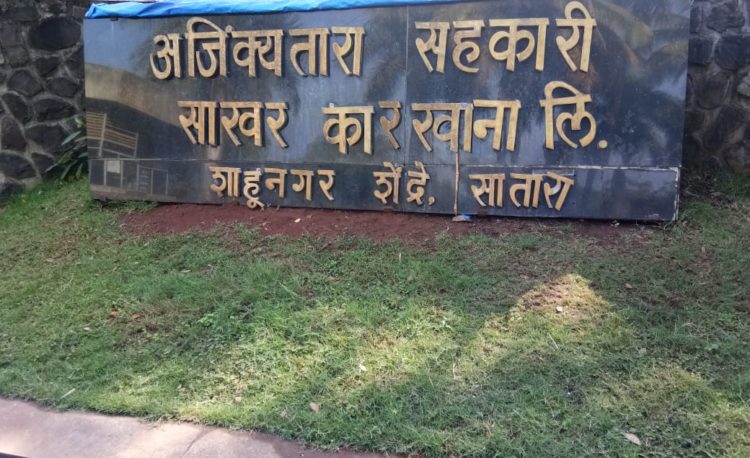 अजिंक्यतारा सहकारी
साखर कारखाना लि.
शाहूनगर शेंद्रे, सातारा